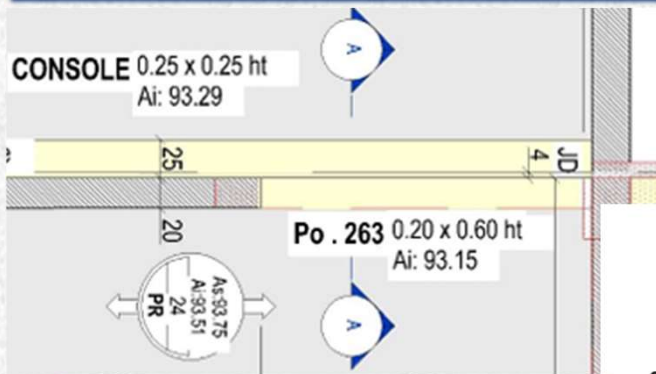 A
CONSOLE 0.25 x 0.25 ht
Ai: 93.29
25
4
JD
20
Po . 263 0.20 x 0.60 ht
Ai: 93.15
As:93.75
Ai:93.51
24
PR
A